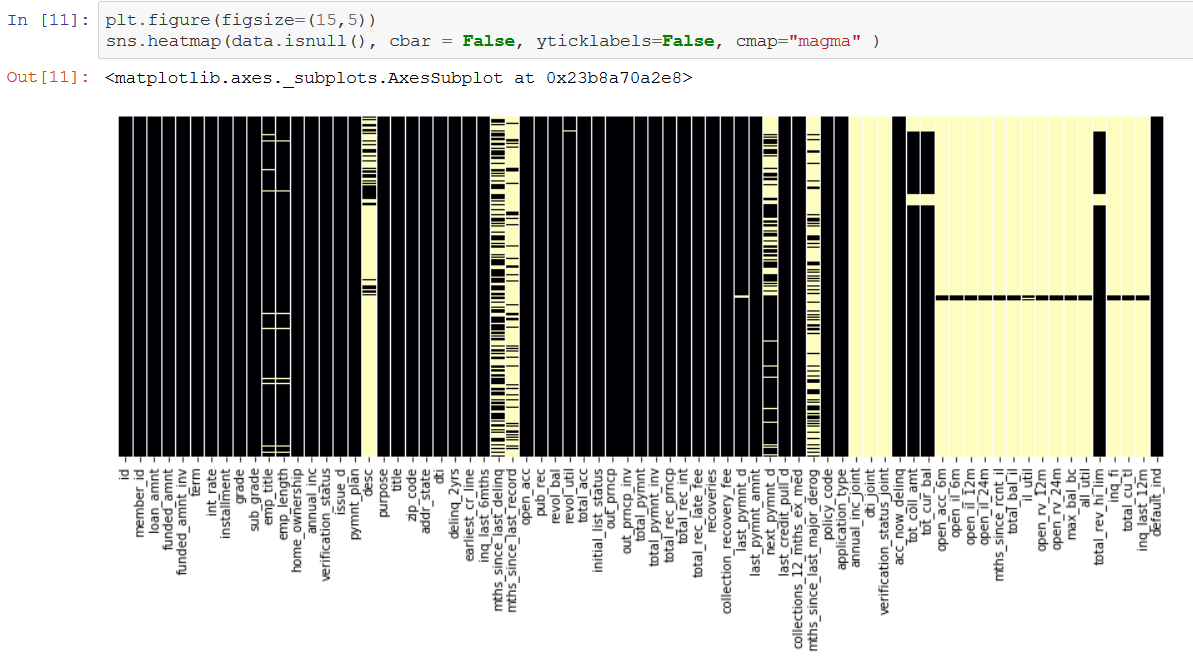 In [11]: plt.figure(figsize=(15,5))
sns.heatmap(data.isnull(), cbar = False, yticklabels=False, cmap="magma" )
Out[11]: <matplotlib.axes._subplots.AxesSubplot at 0x23b8a70a2e8>
id
member_id
loan_amnt
funded_amnt
funded_amnt_inv
term
int_rate
installment
grade
sub_grade
emp_title
emp_length
home_ownership
annual_inc
verification_status
issue_d
pymnt_plan
desc
purpose
title
zip_code
addr_state
dti
delinq_2yrs
earliest_cr_line
inq_last_6mths
mths_since_last_delinq
mths_since_last_record
open_acc
pub_rec
revol_bal
revol_util
total_acc
initial_list_status
out_prncp
out_prncp_inv
total_pymnt
total_pymnt_inv
total_rec_prncp
total_rec_int
total_rec_late_fee
recoveries
collection_recovery_fee
last_pymnt_d
last_pymnt_amnt
next_pymnt_d
last_credit_pull_d
collections_12_mths_ex_med
mths_since_last_major_derog
policy_code
application_type
annual_inc_joint
dti_joint
verification_status_joint
acc_now_delinq
tot_coll_amt
tot_cur_bal
open_acc_6m
open_il_6m
open_il_12m
open_il_24m
mths_since_rcnt_il
total_bal_il
il_util
open_rv_12m
open_rv_24m
max_bal_bc
all_util
total_rev_hi_lim
inq_fi
total_cu_tl
inq_last_12m
default_ind